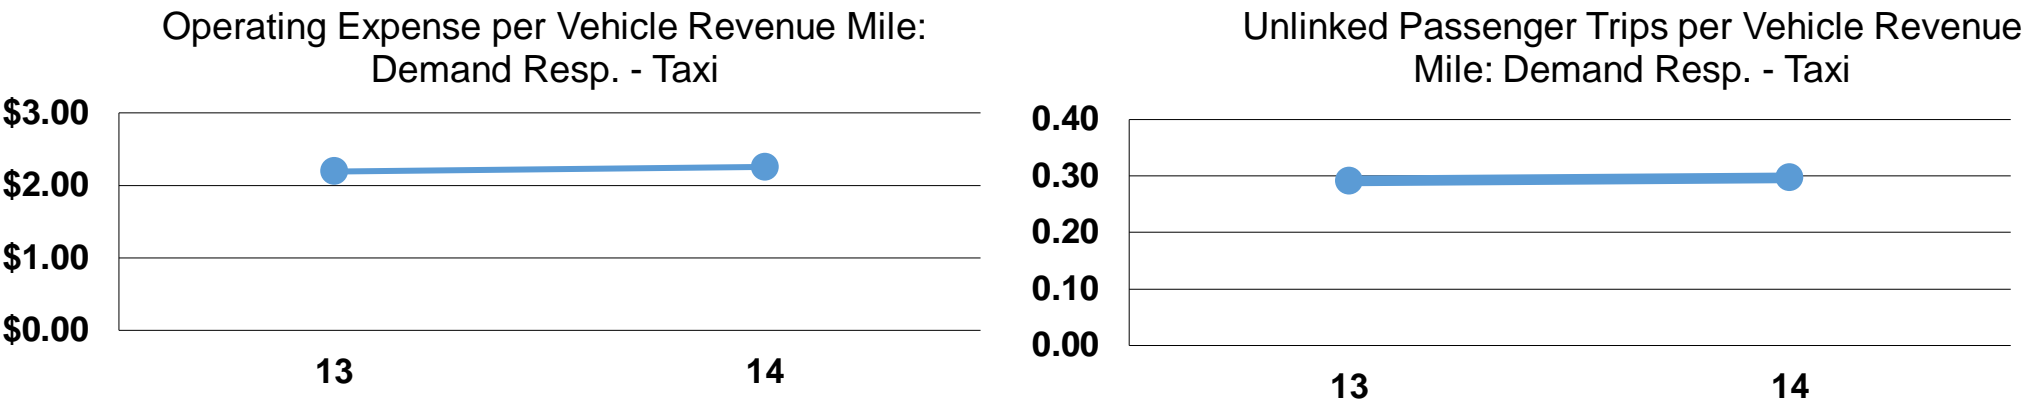 Operating Expense per Vehicle Revenue Mile:
Demand Resp. - Taxi
$3.00
$2.00
$1.00
$0.00
13 14
Unlinked Passenger Trips per Vehicle Revenue
Mile: Demand Resp. - Taxi
0.40
0.30
0.20
0.10
0.00
13 14